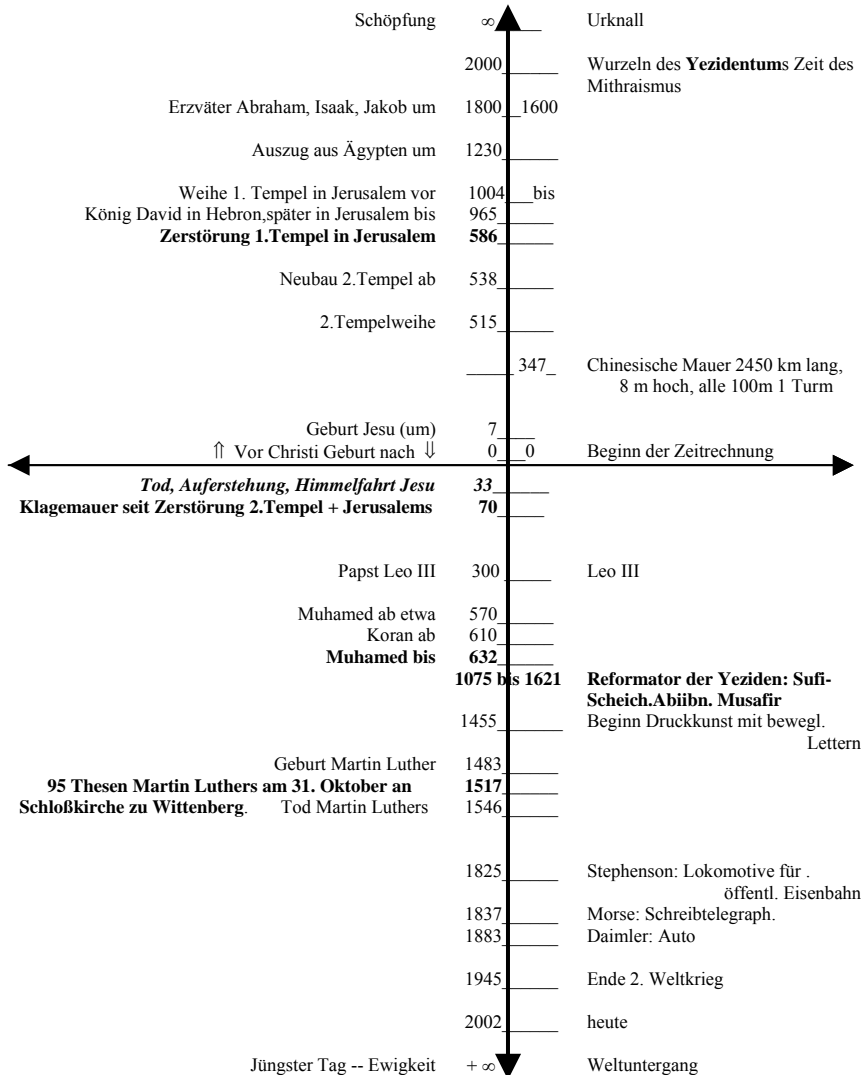 Schöpfung ∞ Urknall
2000 Wurzeln des Yezidentums Zeit des
Mithraismus
Erzväter Abraham, Isaak, Jakob um 1800 1600
Auszug aus Ägypten um 1230
Weihe 1. Tempel in Jerusalem vor 1004 bis
König David in Hebron,später in Jerusalem bis 965
Zerstörung 1.Tempel in Jerusalem 586
Neubau 2.Tempel ab 538
2.Tempelweihe 515
347 Chinesische Mauer 2450 km lang,
8 m hoch, alle 100m 1 Turm
Geburt Jesu (um) 7
⇑ Vor Christi Geburt nach ⇓ 0 0 Beginn der Zeitrechnung
Tod, Auferstehung, Himmelfahrt Jesu 33
Klagemauer seit Zerstörung 2.Tempel + Jerusalems 70
Papst Leo III 300 Leo III
Muhamed ab etwa 570
Koran ab 610
Muhamed bis 632
1075 bis 1621 Reformator der Yeziden: Sufi-
Scheich.Abiibn. Musafir
1455 Beginn Druckkunst mit bewegl.
Lettern
Geburt Martin Luther 1483
95 Thesen Martin Luthers am 31. Oktober an 1517
Schloßkirche zu Wittenberg. Tod Martin Luthers 1546
1825 Stephenson: Lokomotive für .
öffentl. Eisenbahn
1837 Morse: Schreibtelegraph.
1883 Daimler: Auto
1945 Ende 2. Weltkrieg
2002 heute
Jüngster Tag -- Ewigkeit + ∞ Weltuntergang